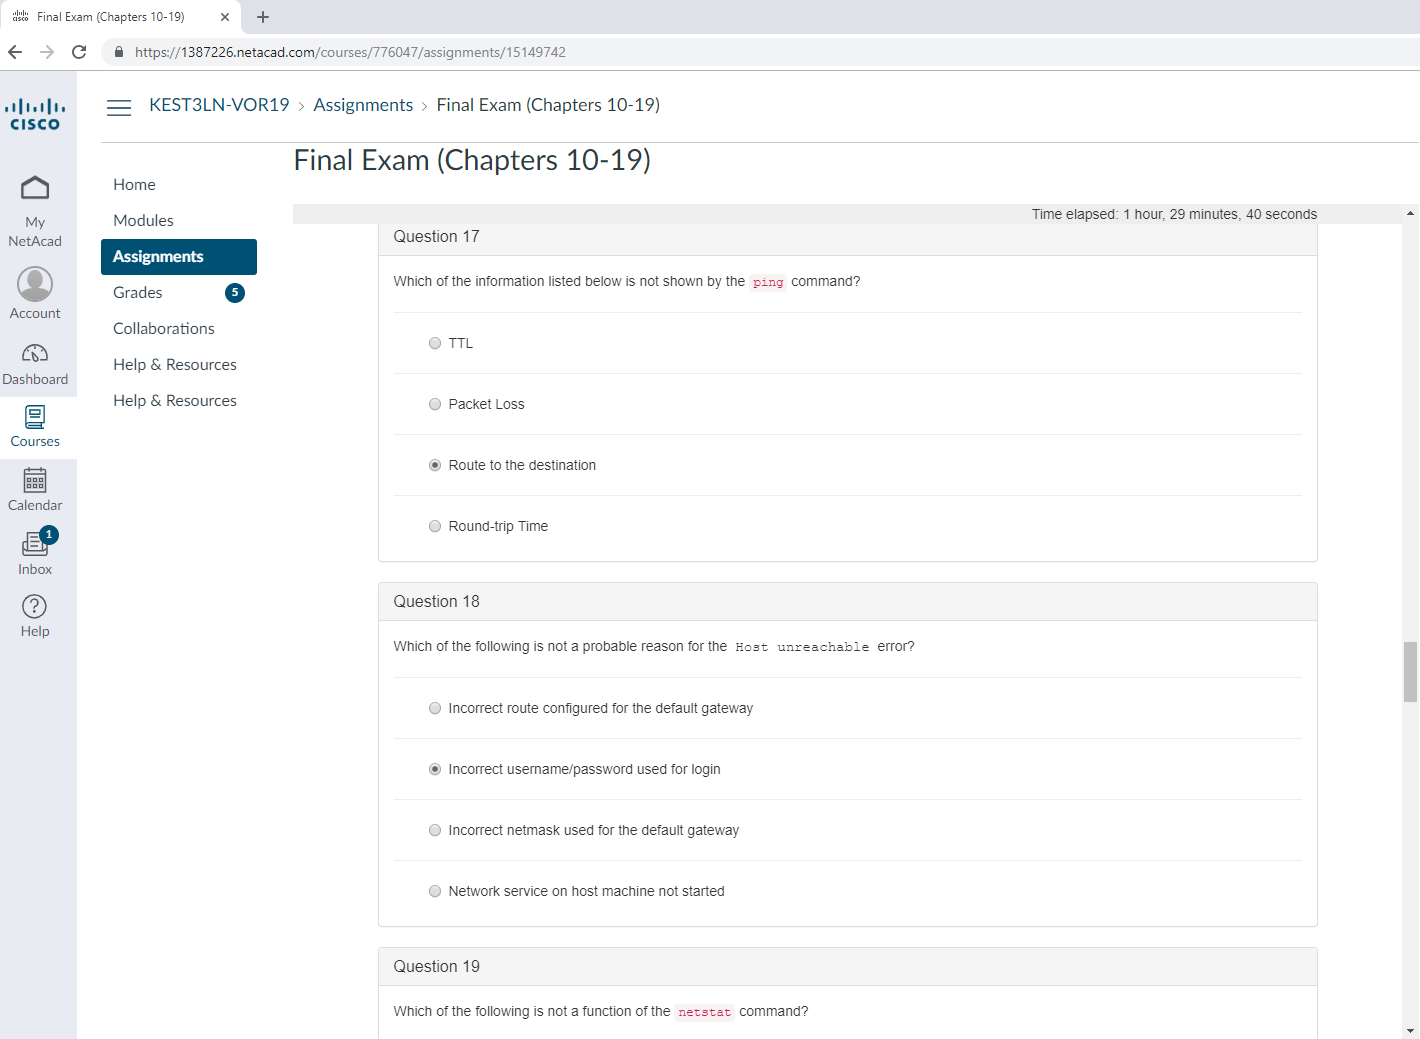 Final Exam (Chapters 10-19)
https://1387226.netacad.com/courses/776047/assignments/15149742
CISCO
KEST3LN-VOR19 > Assignments > Final Exam (Chapters 10-19)
Final Exam (Chapters 10-19)
My
NetAcad
Account
Dashboard
Courses
Calendar
1
Inbox
Help
Home
Modules
Assignments
Grades 5
Collaborations
Help & Resources
Help & Resources
Time elapsed: 1 hour, 29 minutes, 40 seconds
Question 17
Which of the information listed below is not shown by the ping command?
TTL
Packet Loss
Route to the destination
Round-trip Time
Question 18
Which of the following is not a probable reason for the Host unreachable error?
Incorrect route configured for the default gateway
Incorrect username/password used for login
Incorrect netmask used for the default gateway
Network service on host machine not started
Question 19
Which of the following is not a function of the netstat command?